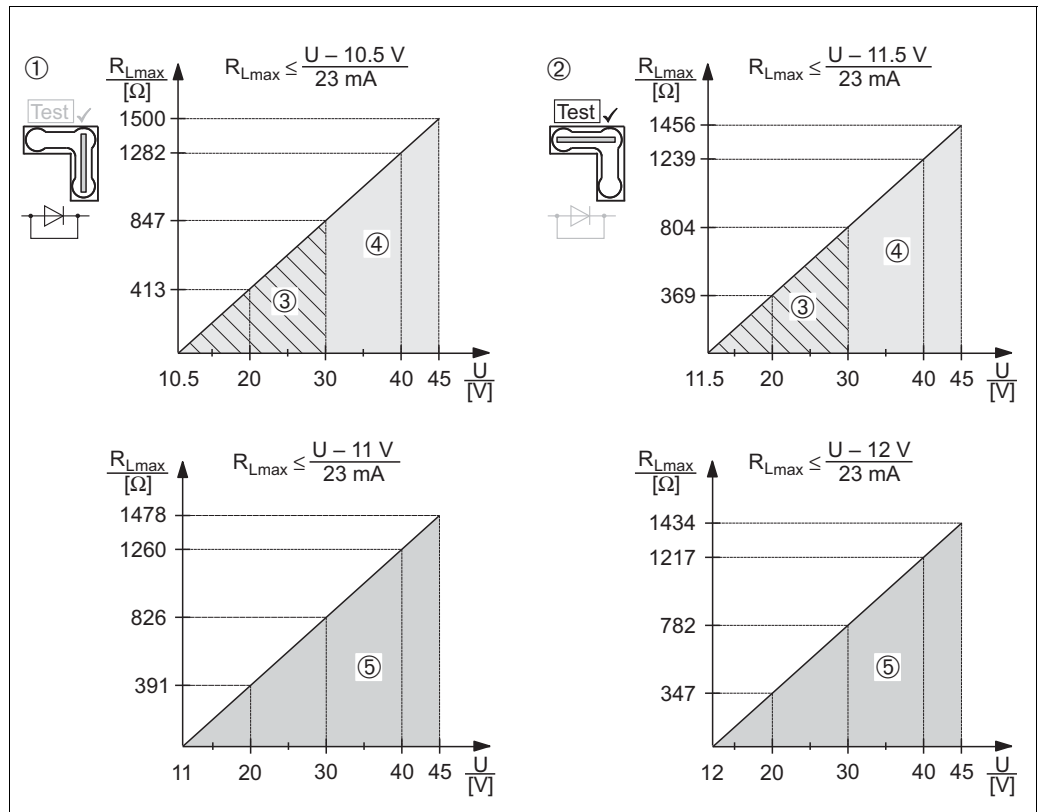 ①
R_Lmax
[Ω]
R_Lmax ≤ U – 10.5 V
23 mA
Test ✓
1500
1282
847
413
④
③
10.5 20 30 40 45 U
[V]
②
R_Lmax
[Ω]
R_Lmax ≤ U – 11.5 V
23 mA
Test ✓
1456
1239
804
369
④
③
11.5 20 30 40 45 U
[V]
R_Lmax
[Ω]
R_Lmax ≤ U – 11 V
23 mA
1478
1260
826
391
⑤
11 20 30 40 45 U
[V]
R_Lmax
[Ω]
R_Lmax ≤ U – 12 V
23 mA
1434
1217
782
347
⑤
12 20 30 40 45 U
[V]